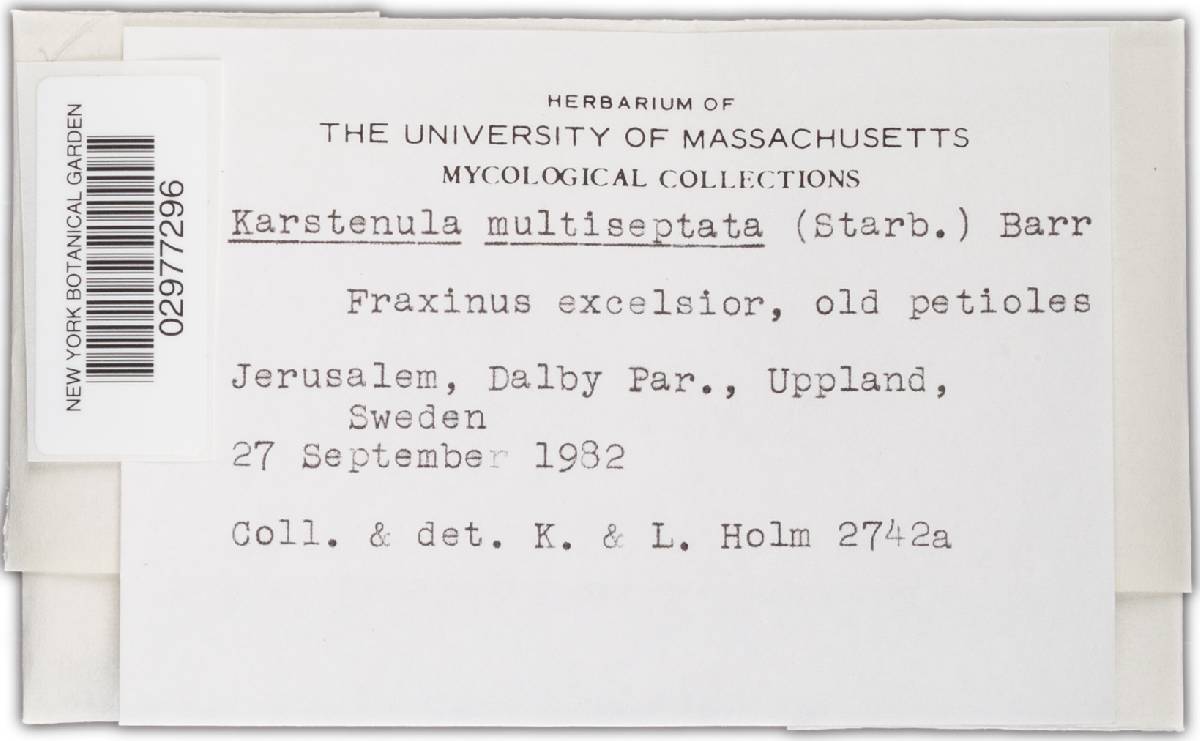 HERBARIUM OF
THE UNIVERSITY OF MASSACHUSETTS
MYCOLOGICAL COLLECTIONS
Karstenula multiseptata (Starb.) Barr
Fraxinus excelsior, old petioles
Jerusalem, Dalby Par., Uppland,
Sweden
27 September 1982
Coll. & det. K. & L. Holm 2742a
NEW YORK BOTANICAL GARDEN
02977296